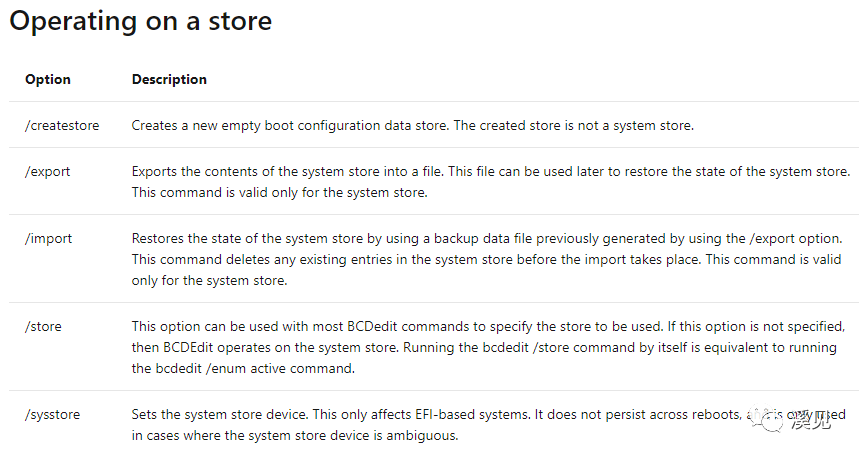 Operating on a store
Option Description
/createstore Creates a new empty boot configuration data store. The created store is not a system store.
/export Exports the contents of the system store into a file. This file can be used later to restore the state of the system store.
This command is valid only for the system store.
/import Restores the state of the system store by using a backup data file previously generated by using the /export option.
This command deletes any existing entries in the system store before the import takes place. This command is valid
only for the system store.
/store This option can be used with most BCDedit commands to specify the store to be used. If this option is not specified,
then BCDEdit operates on the system store. Running the bcdedit /store command by itself is equivalent to running
the bcdedit /enum active command.
/sysstore Sets the system store device. This only affects EFI-based systems. It does not persist across reboots, and is only used
in cases where the system store device is ambiguous.
溪见